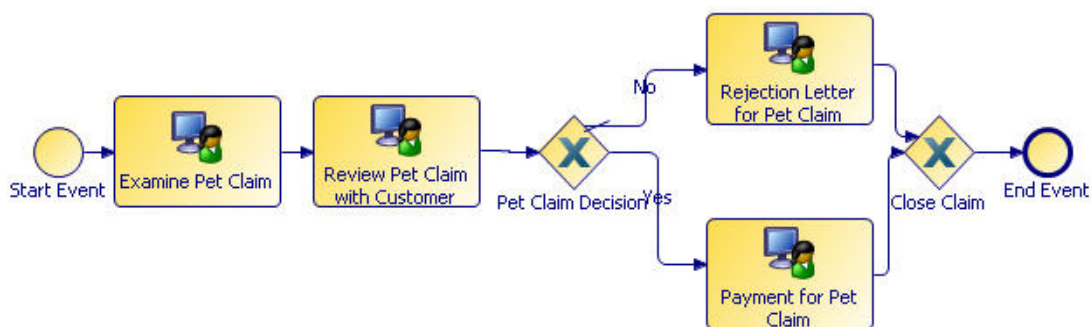 Start Event
Examine Pet Claim
Review Pet Claim
with Customer
Pet Claim Decision
No
Yes
Rejection Letter
for Pet Claim
Payment for Pet
Claim
Close Claim
End Event